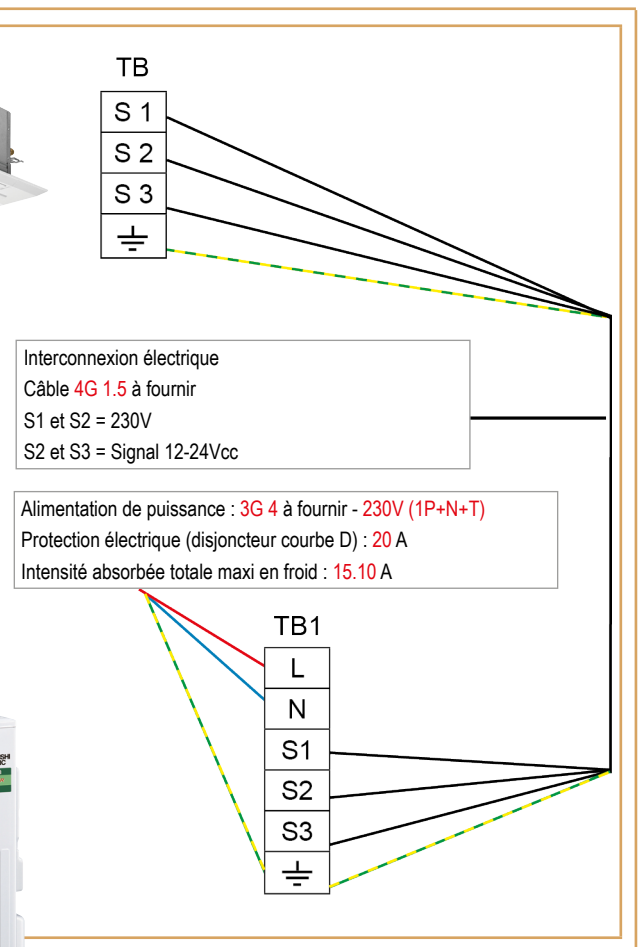 TB
S 1
S 2
S 3
Interconnexion électrique
Câble 4G 1.5 à fournir
S1 et S2 = 230V
S2 et S3 = Signal 12-24Vcc
Alimentation de puissance : 3G 4 à fournir - 230V (1P+N+T)
Protection électrique (disjoncteur courbe D) : 20 A
Intensité absorbée totale maxi en froid : 15.10 A
TB1
L
N
S1
S2
S3